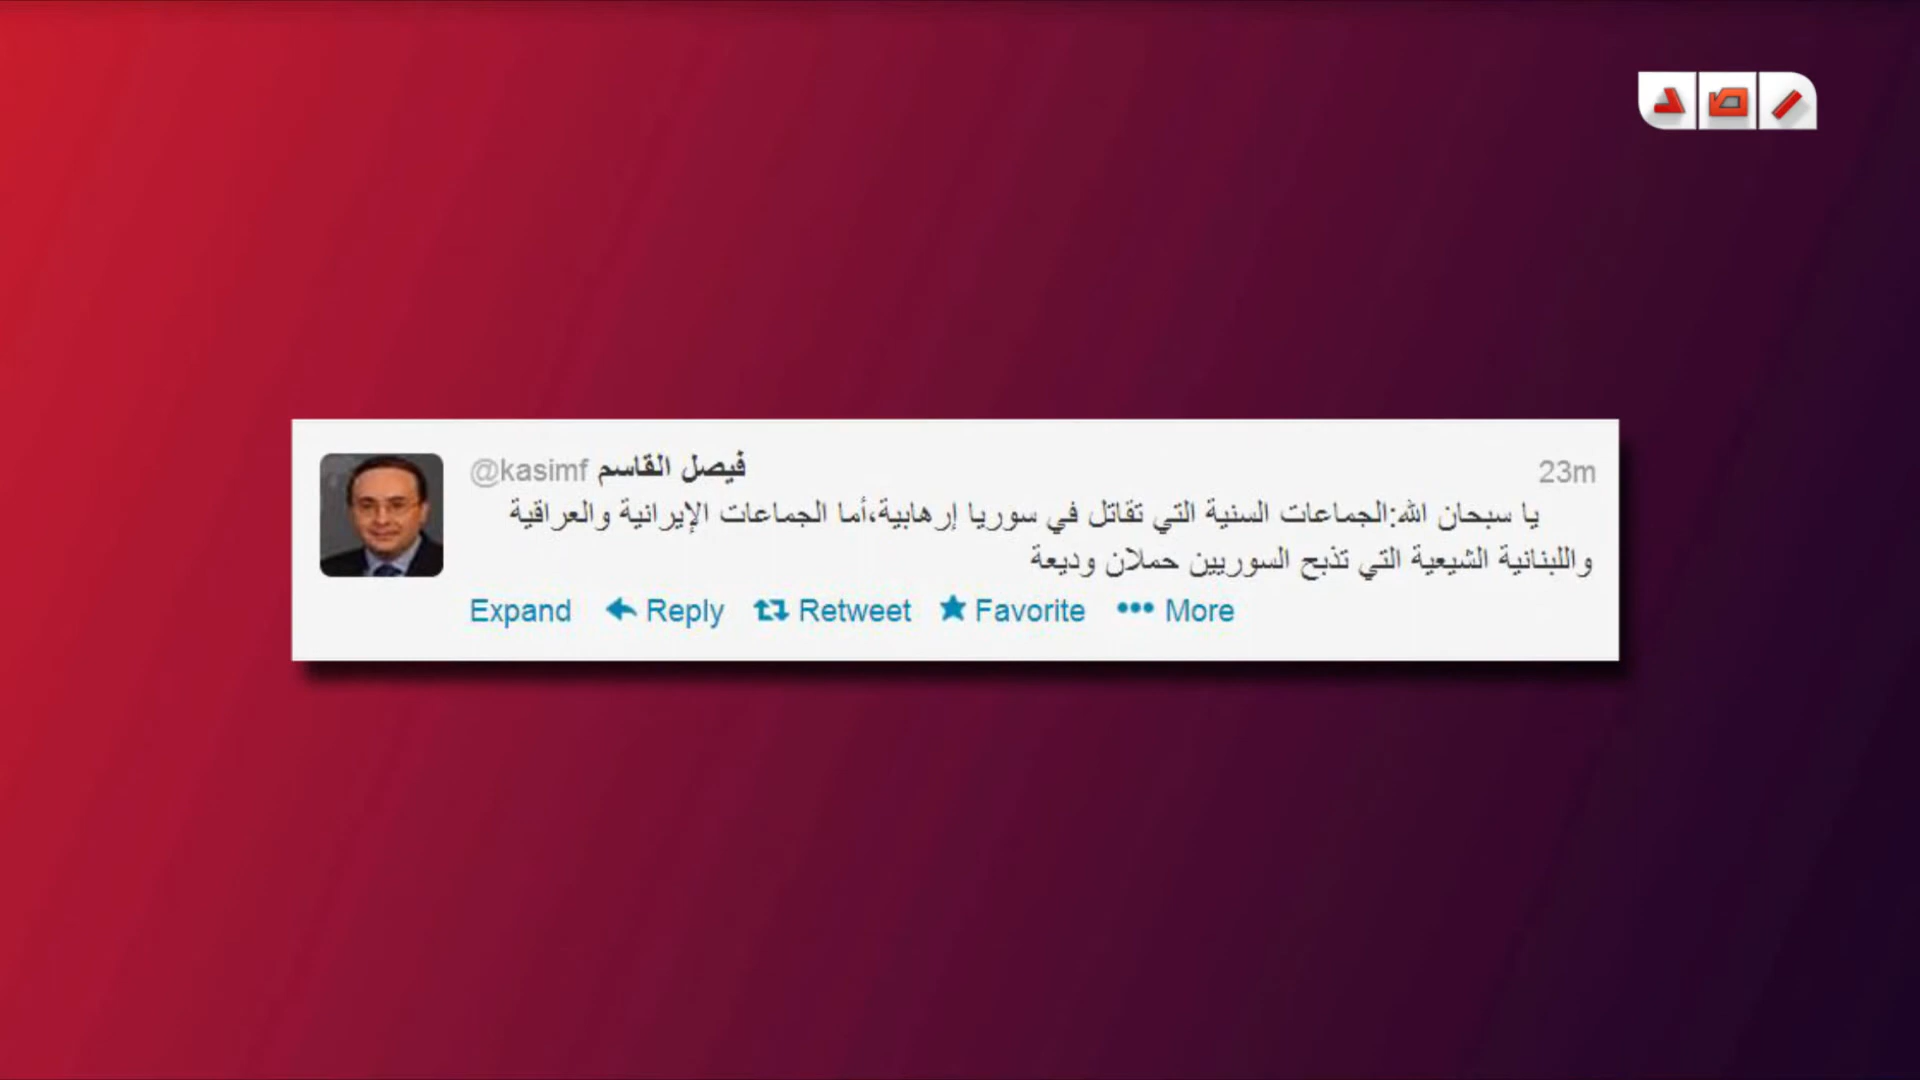 فيصل القاسم @kasimf 23m
يا سبحان الله:الجماعات السنية التي تقاتل في سوريا إرهابية،أما الجماعات الإيرانية والعراقية
واللبنانية الشيعية التي تذبح السوريين حملان وديعة
Expand Reply Retweet Favorite More